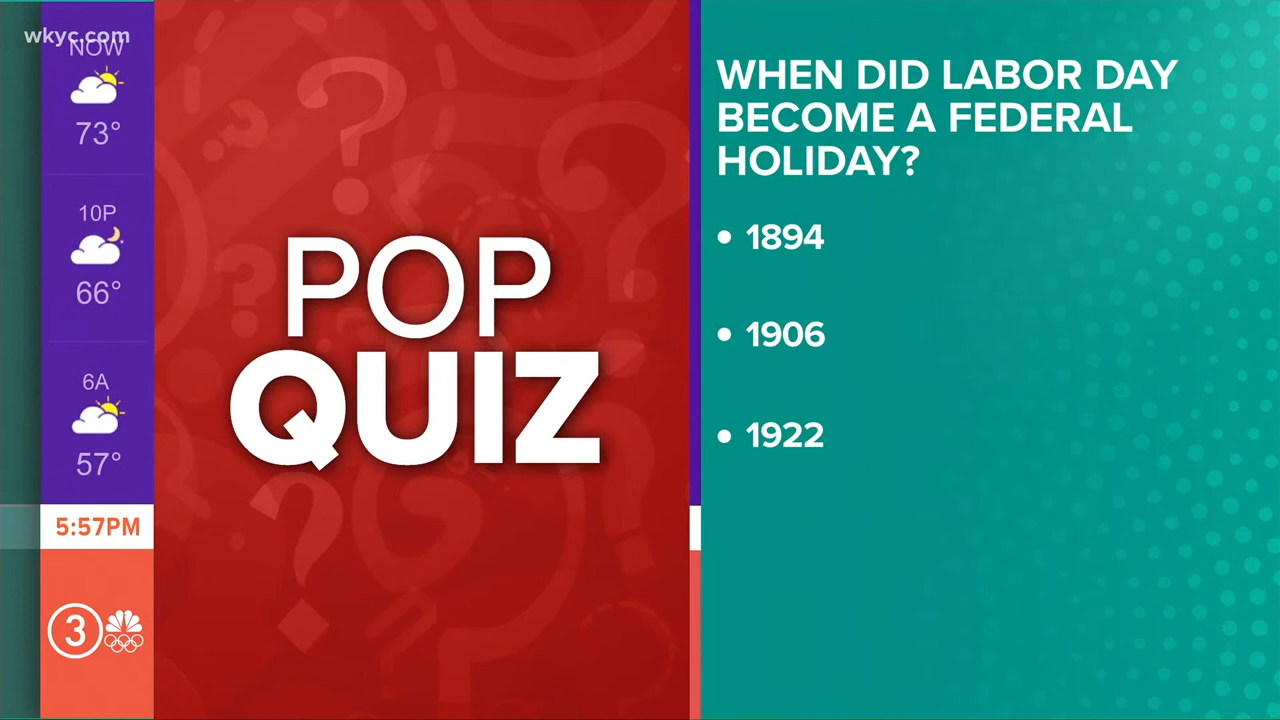 wkyc.com
NOW
73°
10P
66°
6A
57°
5:57PM
3
POP
QUIZ
WHEN DID LABOR DAY
BECOME A FEDERAL
HOLIDAY?
• 1894
• 1906
• 1922